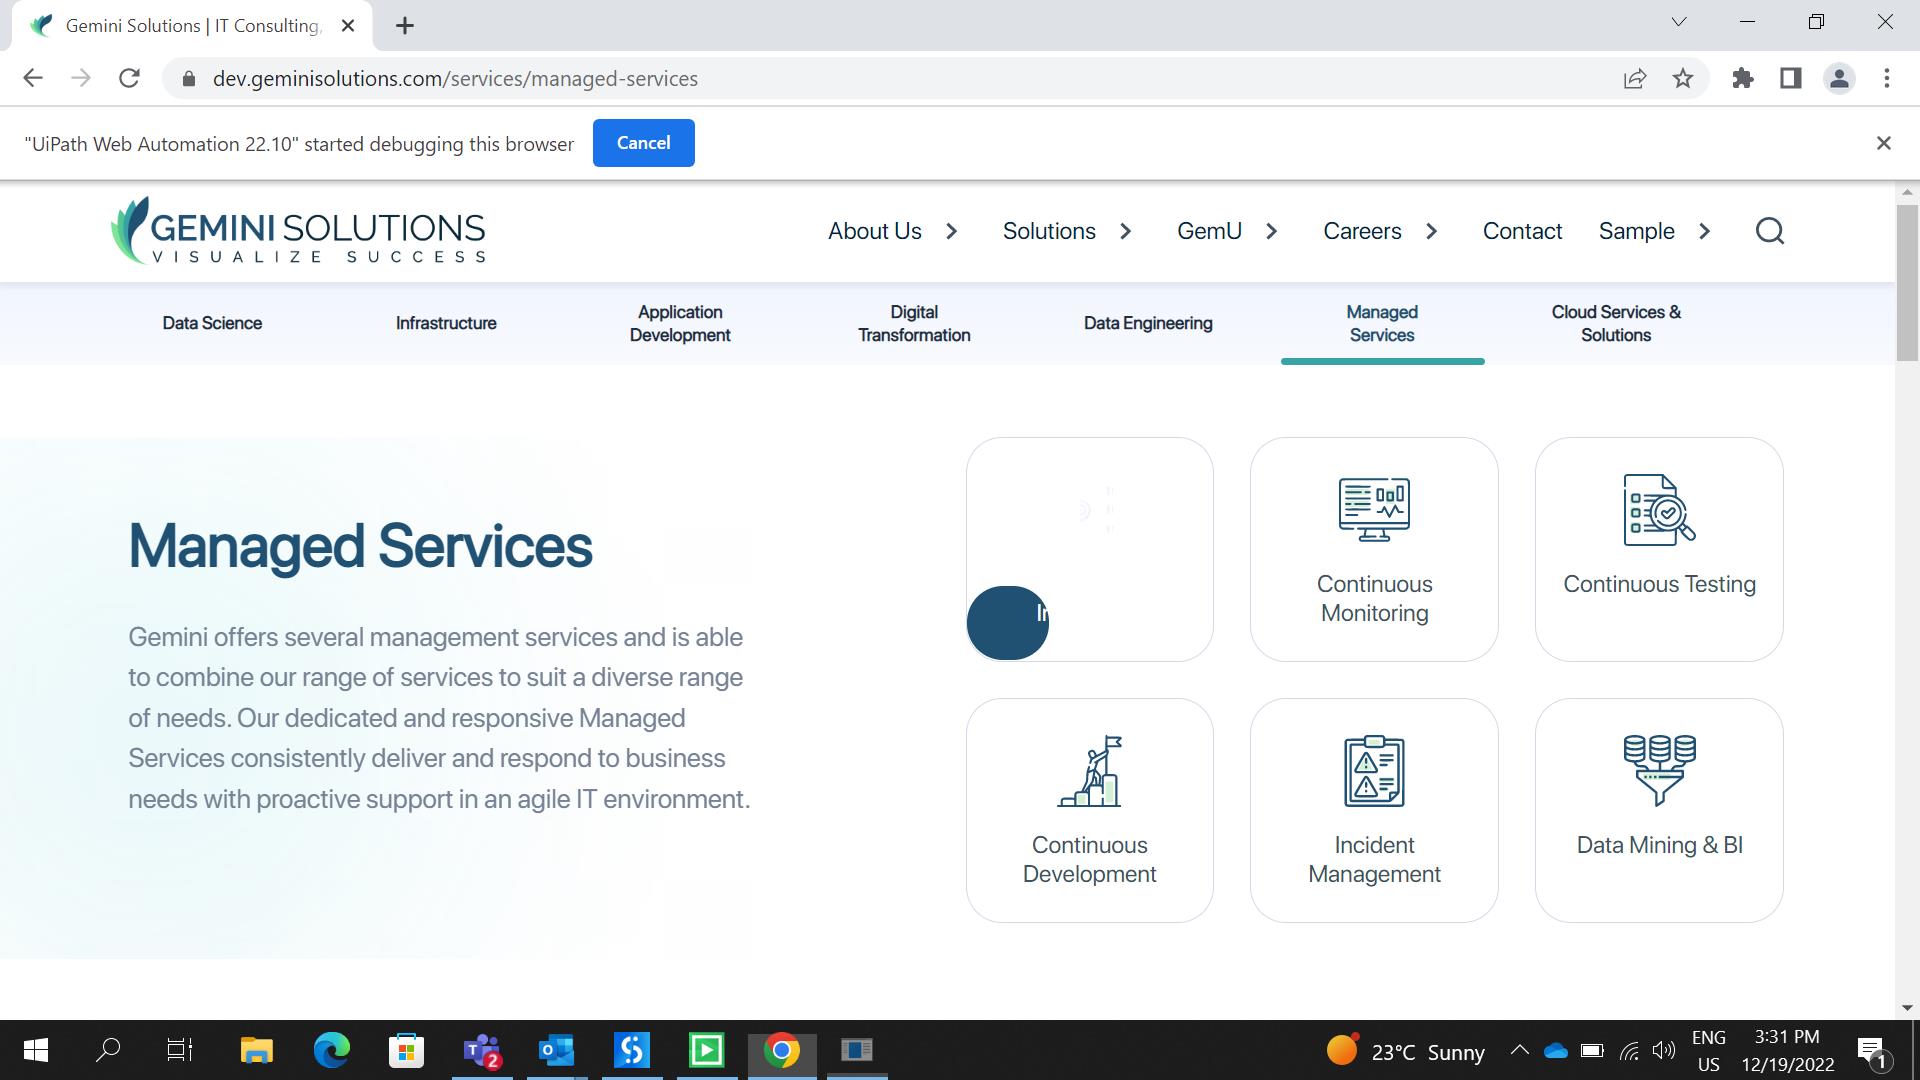 Gemini Solutions | IT Consulting,
dev.geminisolutions.com/services/managed-services
"UiPath Web Automation 22.10" started debugging this browser
Cancel
GEMINI SOLUTIONS
VISUALIZE SUCCESS
About Us
Solutions
GemU
Careers
Contact
Sample
Data Science
Infrastructure
Application
Development
Digital
Transformation
Data Engineering
Managed
Services
Cloud Services &
Solutions
Managed Services
Gemini offers several management services and is able
to combine our range of services to suit a diverse range
of needs. Our dedicated and responsive Managed
Services consistently deliver and respond to business
needs with proactive support in an agile IT environment.
Continuous
Monitoring
Continuous Testing
Continuous
Development
Incident
Management
Data Mining & BI
2
23°C Sunny
ENG
US
3:31 PM
12/19/2022
1